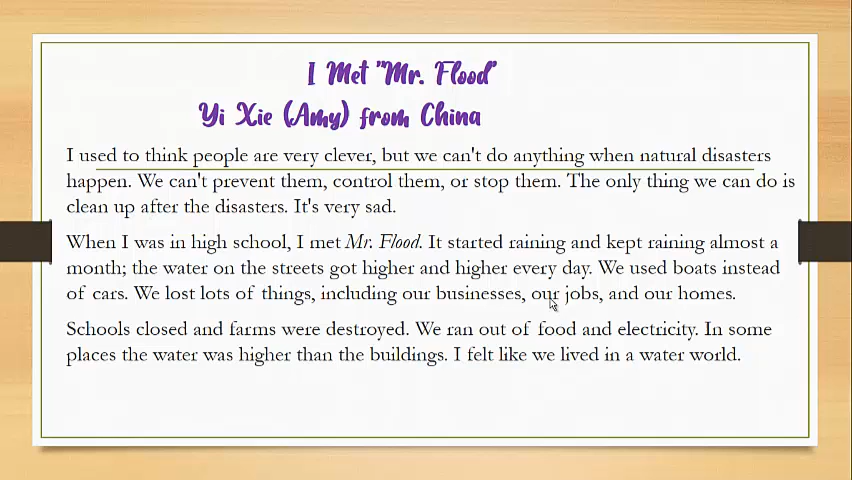 I Met "Mr. Flood"
Yi Xie (Amy) from China
I used to think people are very clever, but we can't do anything when natural disasters
happen. We can't prevent them, control them, or stop them. The only thing we can do is
clean up after the disasters. It's very sad.
When I was in high school, I met Mr. Flood. It started raining and kept raining almost a
month; the water on the streets got higher and higher every day. We used boats instead
of cars. We lost lots of things, including our businesses, our jobs, and our homes.
Schools closed and farms were destroyed. We ran out of food and electricity. In some
places the water was higher than the buildings. I felt like we lived in a water world.